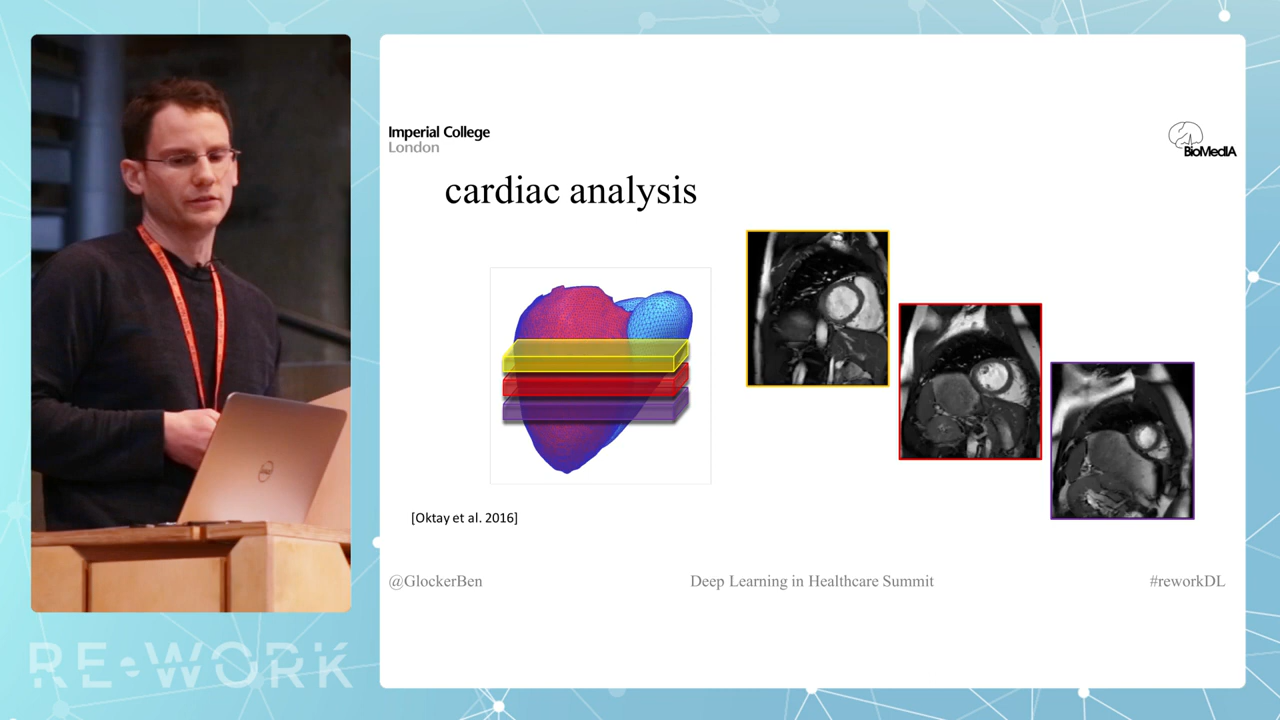 Imperial College
London
BioMedIA
cardiac analysis
[Oktay et al. 2016]
@GlockerBen
Deep Learning in Healthcare Summit
#reworkDL
RE•WORK